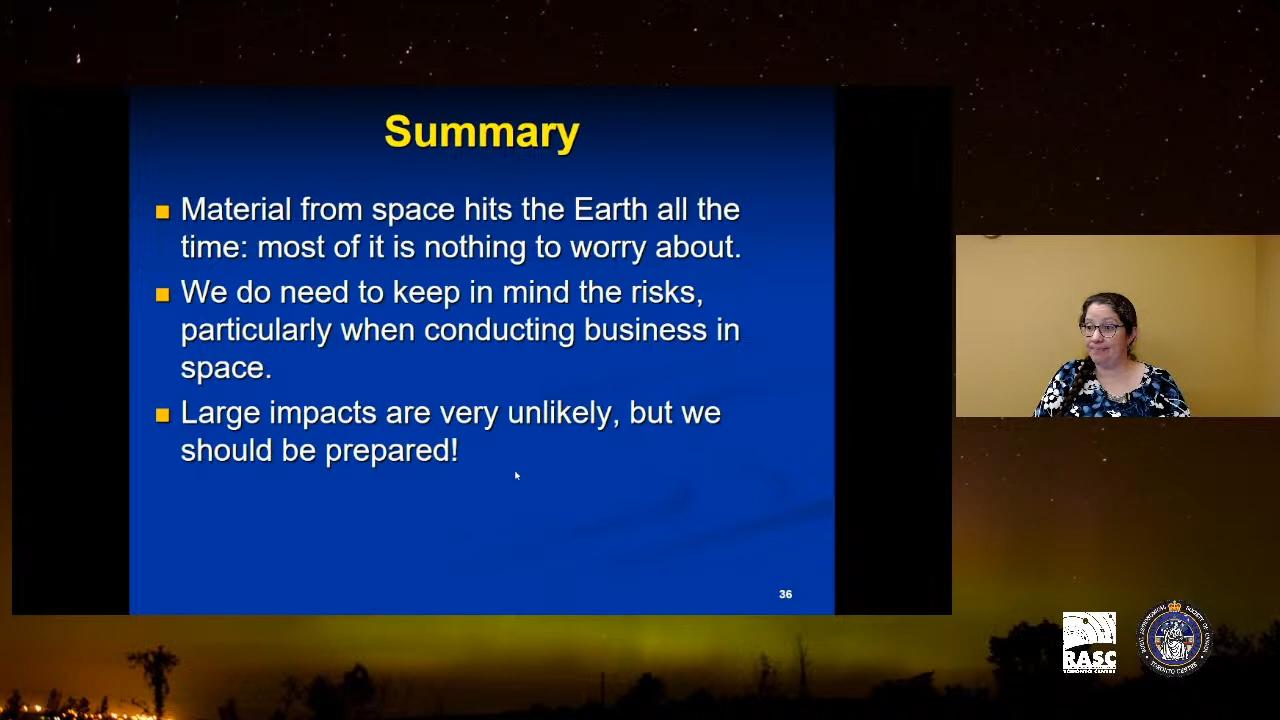 Summary
Material from space hits the Earth all the
time: most of it is nothing to worry about.
We do need to keep in mind the risks,
particularly when conducting business in
space.
Large impacts are very unlikely, but we
should be prepared!
36
RASC
TORONTO CENTRE
TORONTO CENTRE